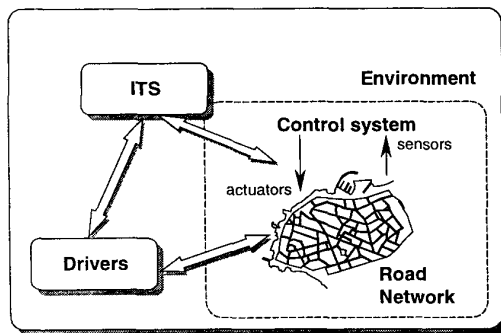 ITS
Environment
Control system
sensors
actuators
Drivers
Road
Network